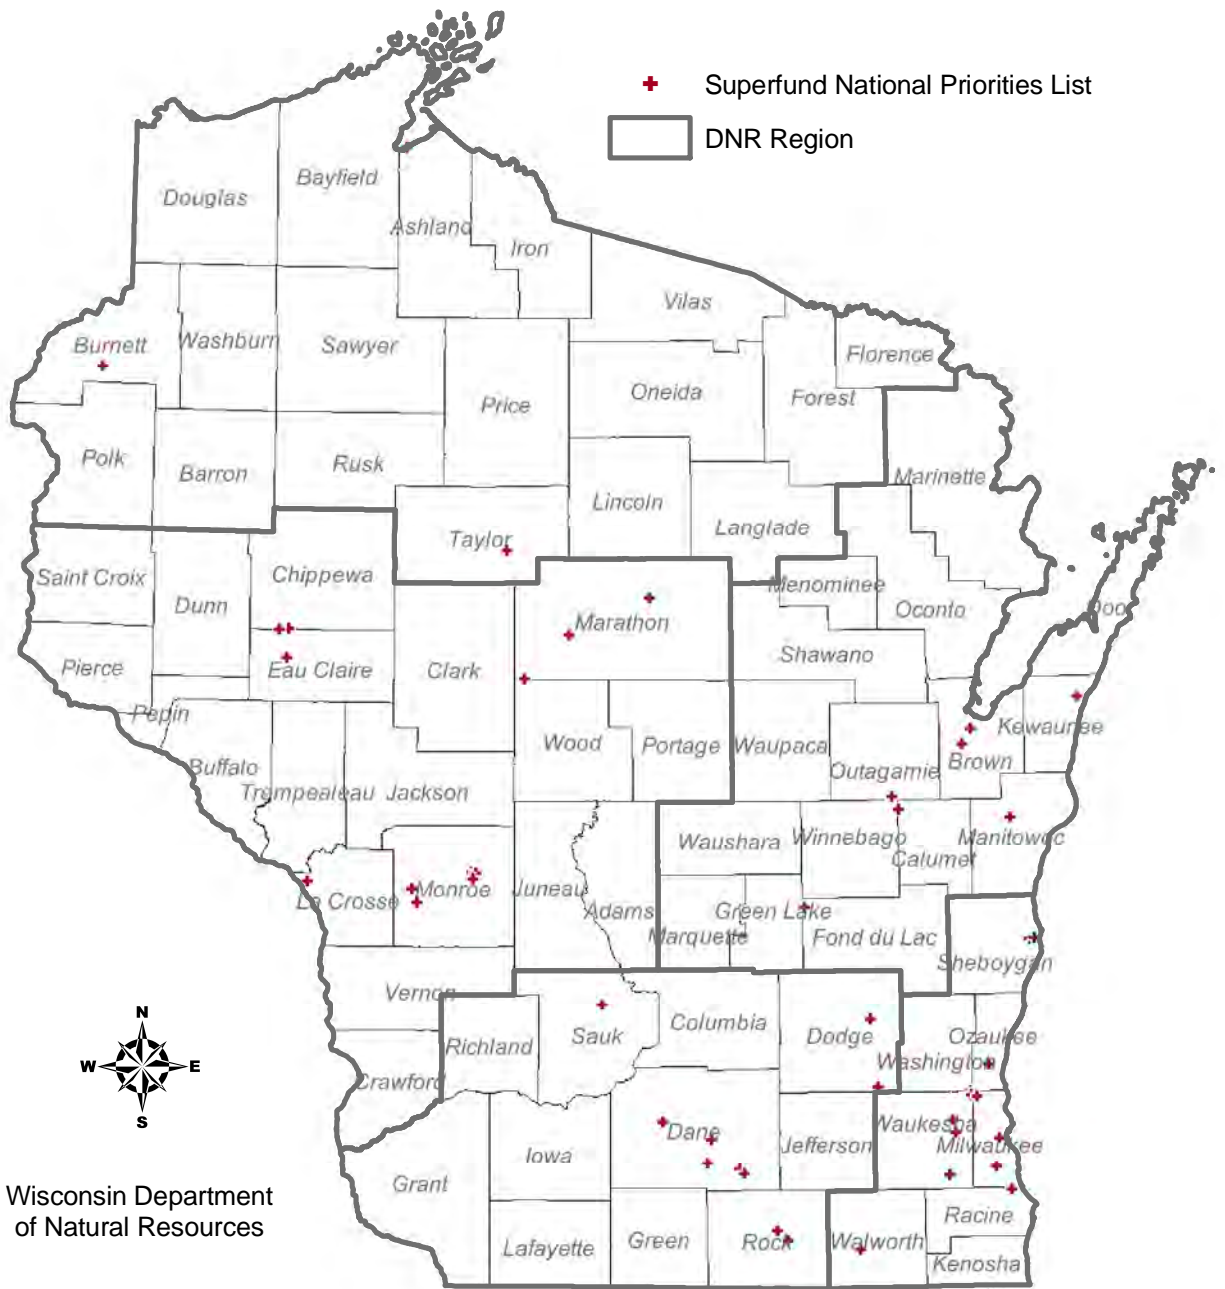 Superfund National Priorities List
DNR Region
Douglas
Bayfield
Ashland
Iron
Vilas
Burnett
Washburn
Sawyer
Florence
Price
Oneida
Forest
Polk
Barron
Rusk
Marinette
Lincoln
Langlade
Taylor
Saint Croix
Chippewa
Menominee
Dunn
Oconto
Doo
Marathon
Pierce
Eau Claire
Clark
Shawano
Pepin
Kewaunee
Wood
Portage
Waupaca
Buffalo
Outagamie
Brown
Trempealeau
Jackson
Waushara
Winnebago
Manitowoc
Calumet
La Crosse
Monroe
Juneau
Adams
Green Lake
Marquette
Fond du Lac
Sheboygan
Vernon
Columbia
Sauk
Richland
Dodge
Ozaukee
Washington
Crawford
N
W
E
S
Dane
Waukesha
Milwaukee
Iowa
Jefferson
Grant
Wisconsin Department
of Natural Resources
Racine
Lafayette
Green
Rock
Walworth
Kenosha